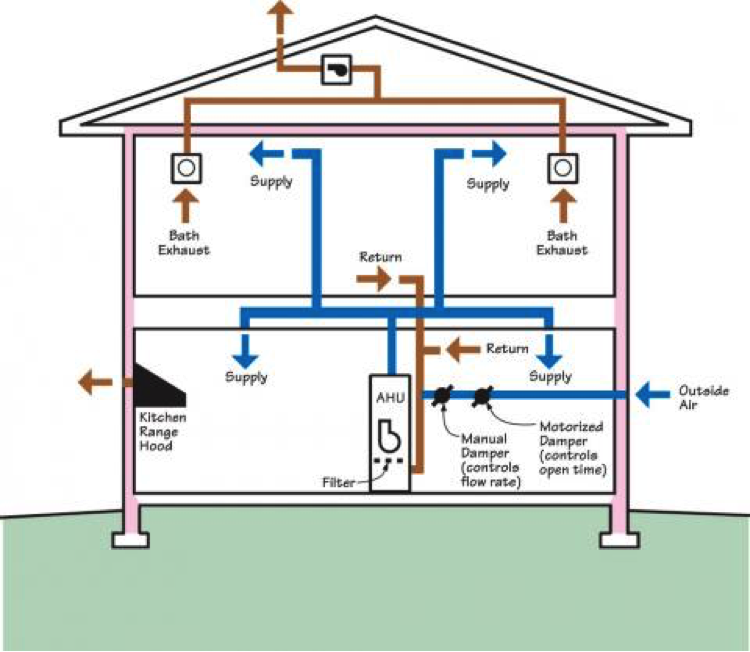 Supply
Supply
Bath
Exhaust
Bath
Exhaust
Return
Return
Supply
Supply
Outside
Air
AHU
Kitchen
Range
Hood
Manual
Damper
(controls
flow rate)
Motorized
Damper
(controls
open time)
Filter